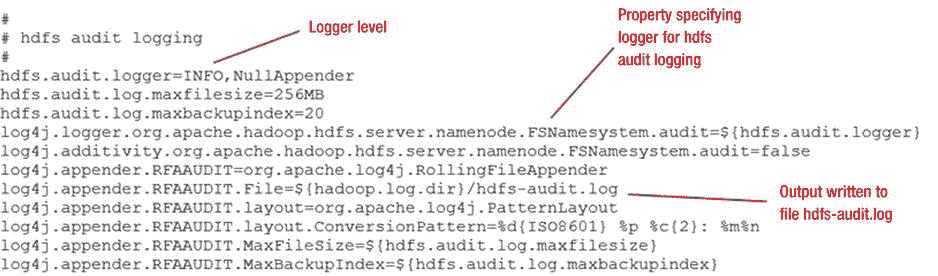 #
# hdfs audit logging
#
hdfs.audit.logger=INFO,NullAppender
hdfs.audit.log.maxfilesize=256MB
hdfs.audit.log.maxbackupindex=20
log4j.logger.org.apache.hadoop.hdfs.server.namenode.FSNamesystem.audit=${hdfs.audit.logger}
log4j.additivity.org.apache.hadoop.hdfs.server.namenode.FSNamesystem.audit=false
log4j.appender.RFAAUDIT=org.apache.log4j.RollingFileAppender
log4j.appender.RFAAUDIT.File=${hadoop.log.dir}/hdfs-audit.log
log4j.appender.RFAAUDIT.layout=org.apache.log4j.PatternLayout
log4j.appender.RFAAUDIT.layout.ConversionPattern=%d{ISO8601} %p %c{2}: %m%n
log4j.appender.RFAAUDIT.MaxFileSize=${hdfs.audit.log.maxfilesize}
log4j.appender.RFAAUDIT.MaxBackupIndex=${hdfs.audit.log.maxbackupindex}
Logger level
Property specifying
logger for hdfs
audit logging
Output written to
file hdfs-audit.log